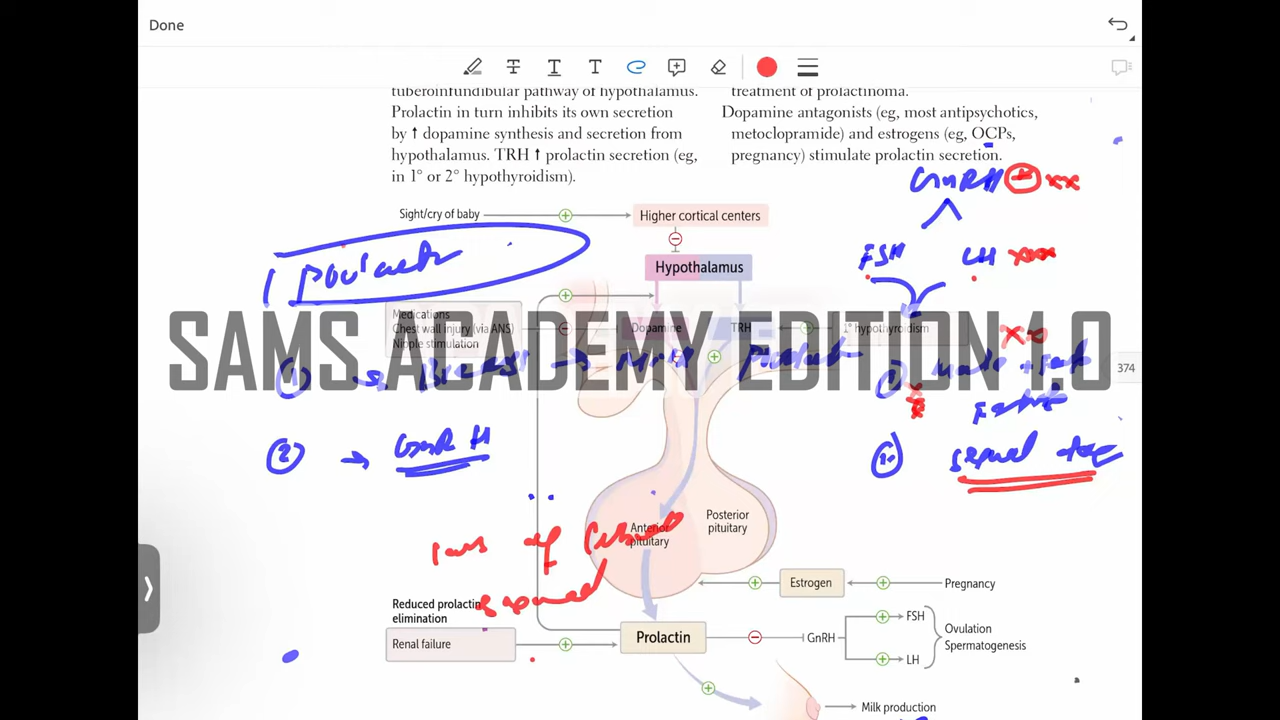 Done
tuberoinfundibular pathway of hypothalamus.
Prolactin in turn inhibits its own secretion
by ↑ dopamine synthesis and secretion from
hypothalamus. TRH ↑ prolactin secretion (eg,
in 1° or 2° hypothyroidism).
treatment of prolactinoma.
Dopamine antagonists (eg, most antipsychotics,
metoclopramide) and estrogens (eg, OCPs,
pregnancy) stimulate prolactin secretion.
GnRH
FSH
LH
Sight/cry of baby
Higher cortical centers
Hypothalamus
Medications
Chest wall injury (via ANS)
Nipple stimulation
Dopamine
TRH
1° hypothyroidism
SAMS ACADEMY EDITION 1.0
374
① →
② → GnRH
Anterior
pituitary
Posterior
pituitary
loss of
Estrogen
Pregnancy
Reduced prolactin
elimination
Renal failure
Prolactin
GnRH
FSH
LH
Ovulation
Spermatogenesis
Milk production